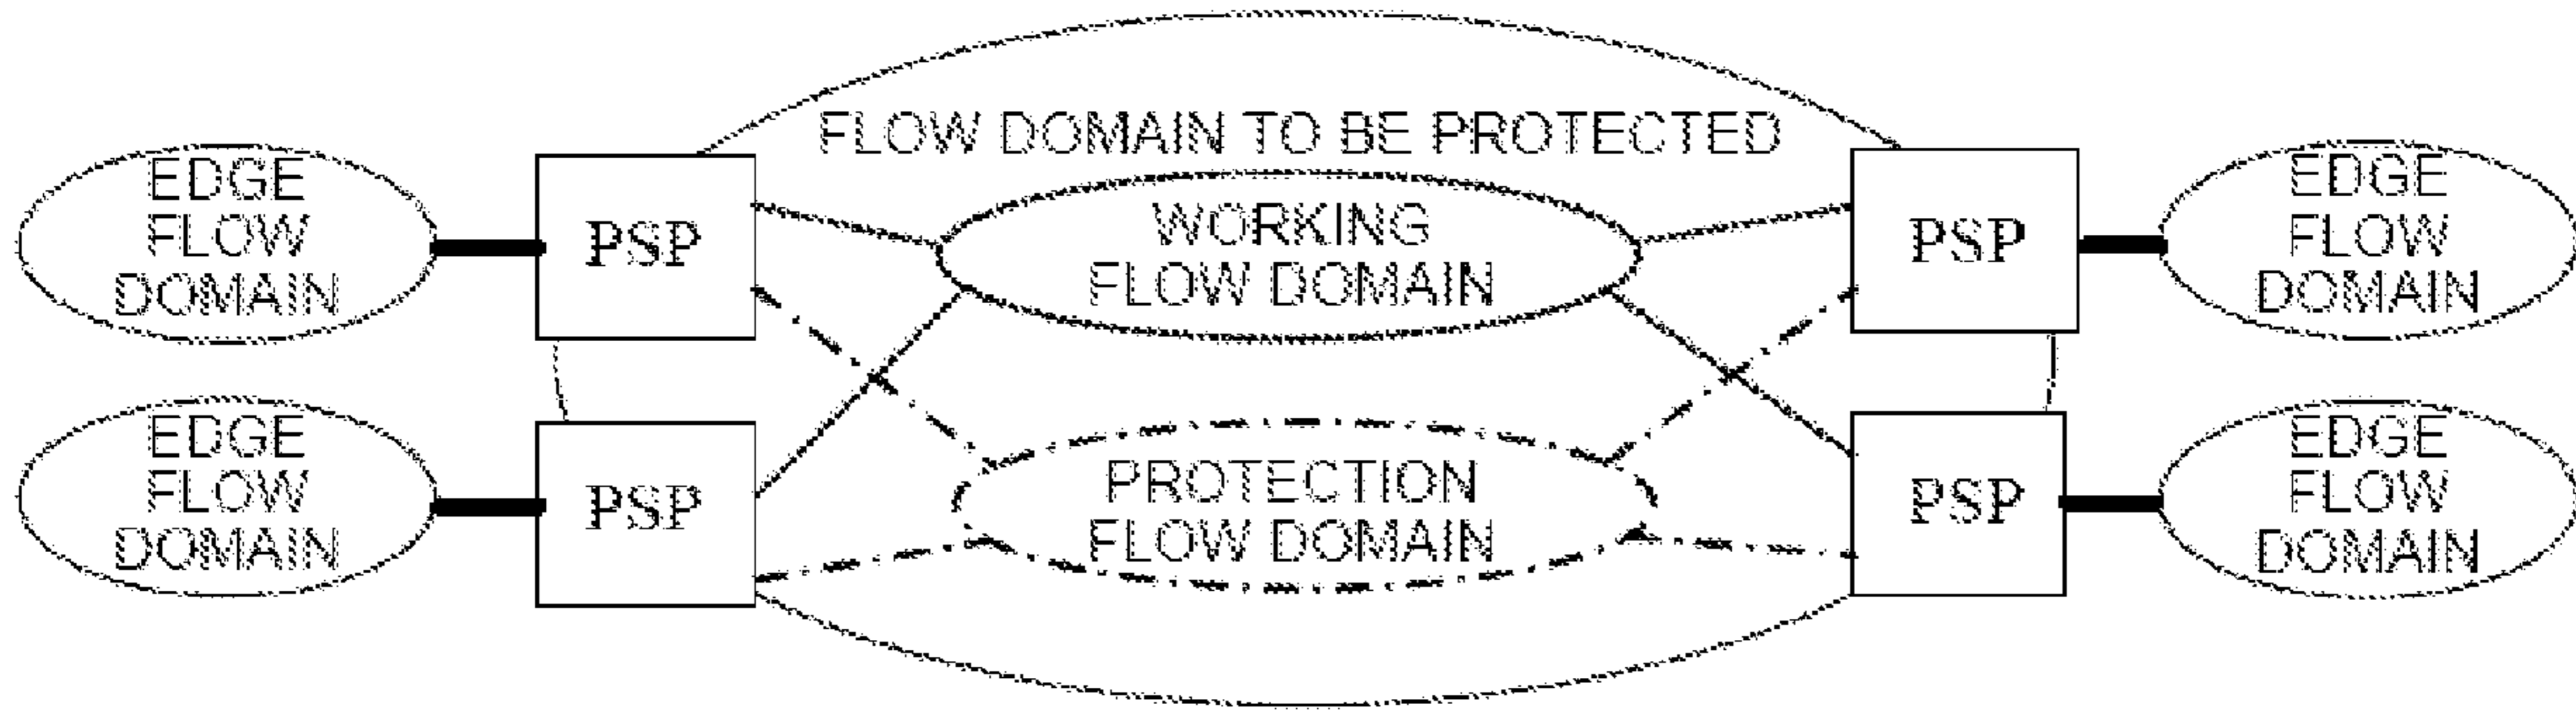 FLOW DOMAIN TO BE PROTECTED
EDGE
FLOW
DOMAIN
PSP
WORKING
FLOW DOMAIN
PSP
EDGE
FLOW
DOMAIN
EDGE
FLOW
DOMAIN
PSP
PROTECTION
FLOW DOMAIN
PSP
EDGE
FLOW
DOMAIN